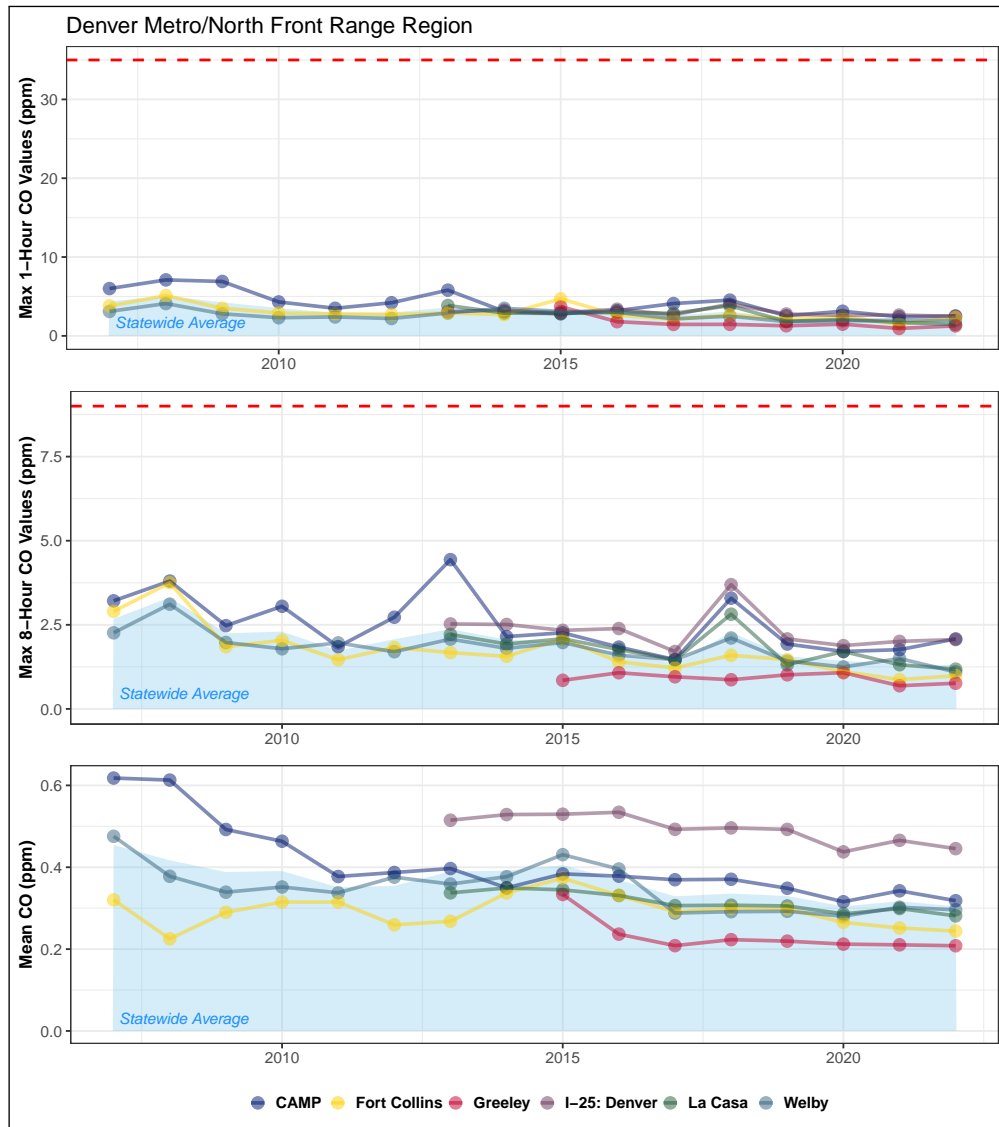 Denver Metro/North Front Range Region
Max 1−Hour CO Values (ppm)
30
20
10
0
Statewide Average
2010
2015
2020
Max 8−Hour CO Values (ppm)
7.5
5.0
2.5
0.0
Statewide Average
2010
2015
2020
Mean CO (ppm)
0.6
0.4
0.2
0.0
Statewide Average
2010
2015
2020
CAMP
Fort Collins
Greeley
I−25: Denver
La Casa
Welby